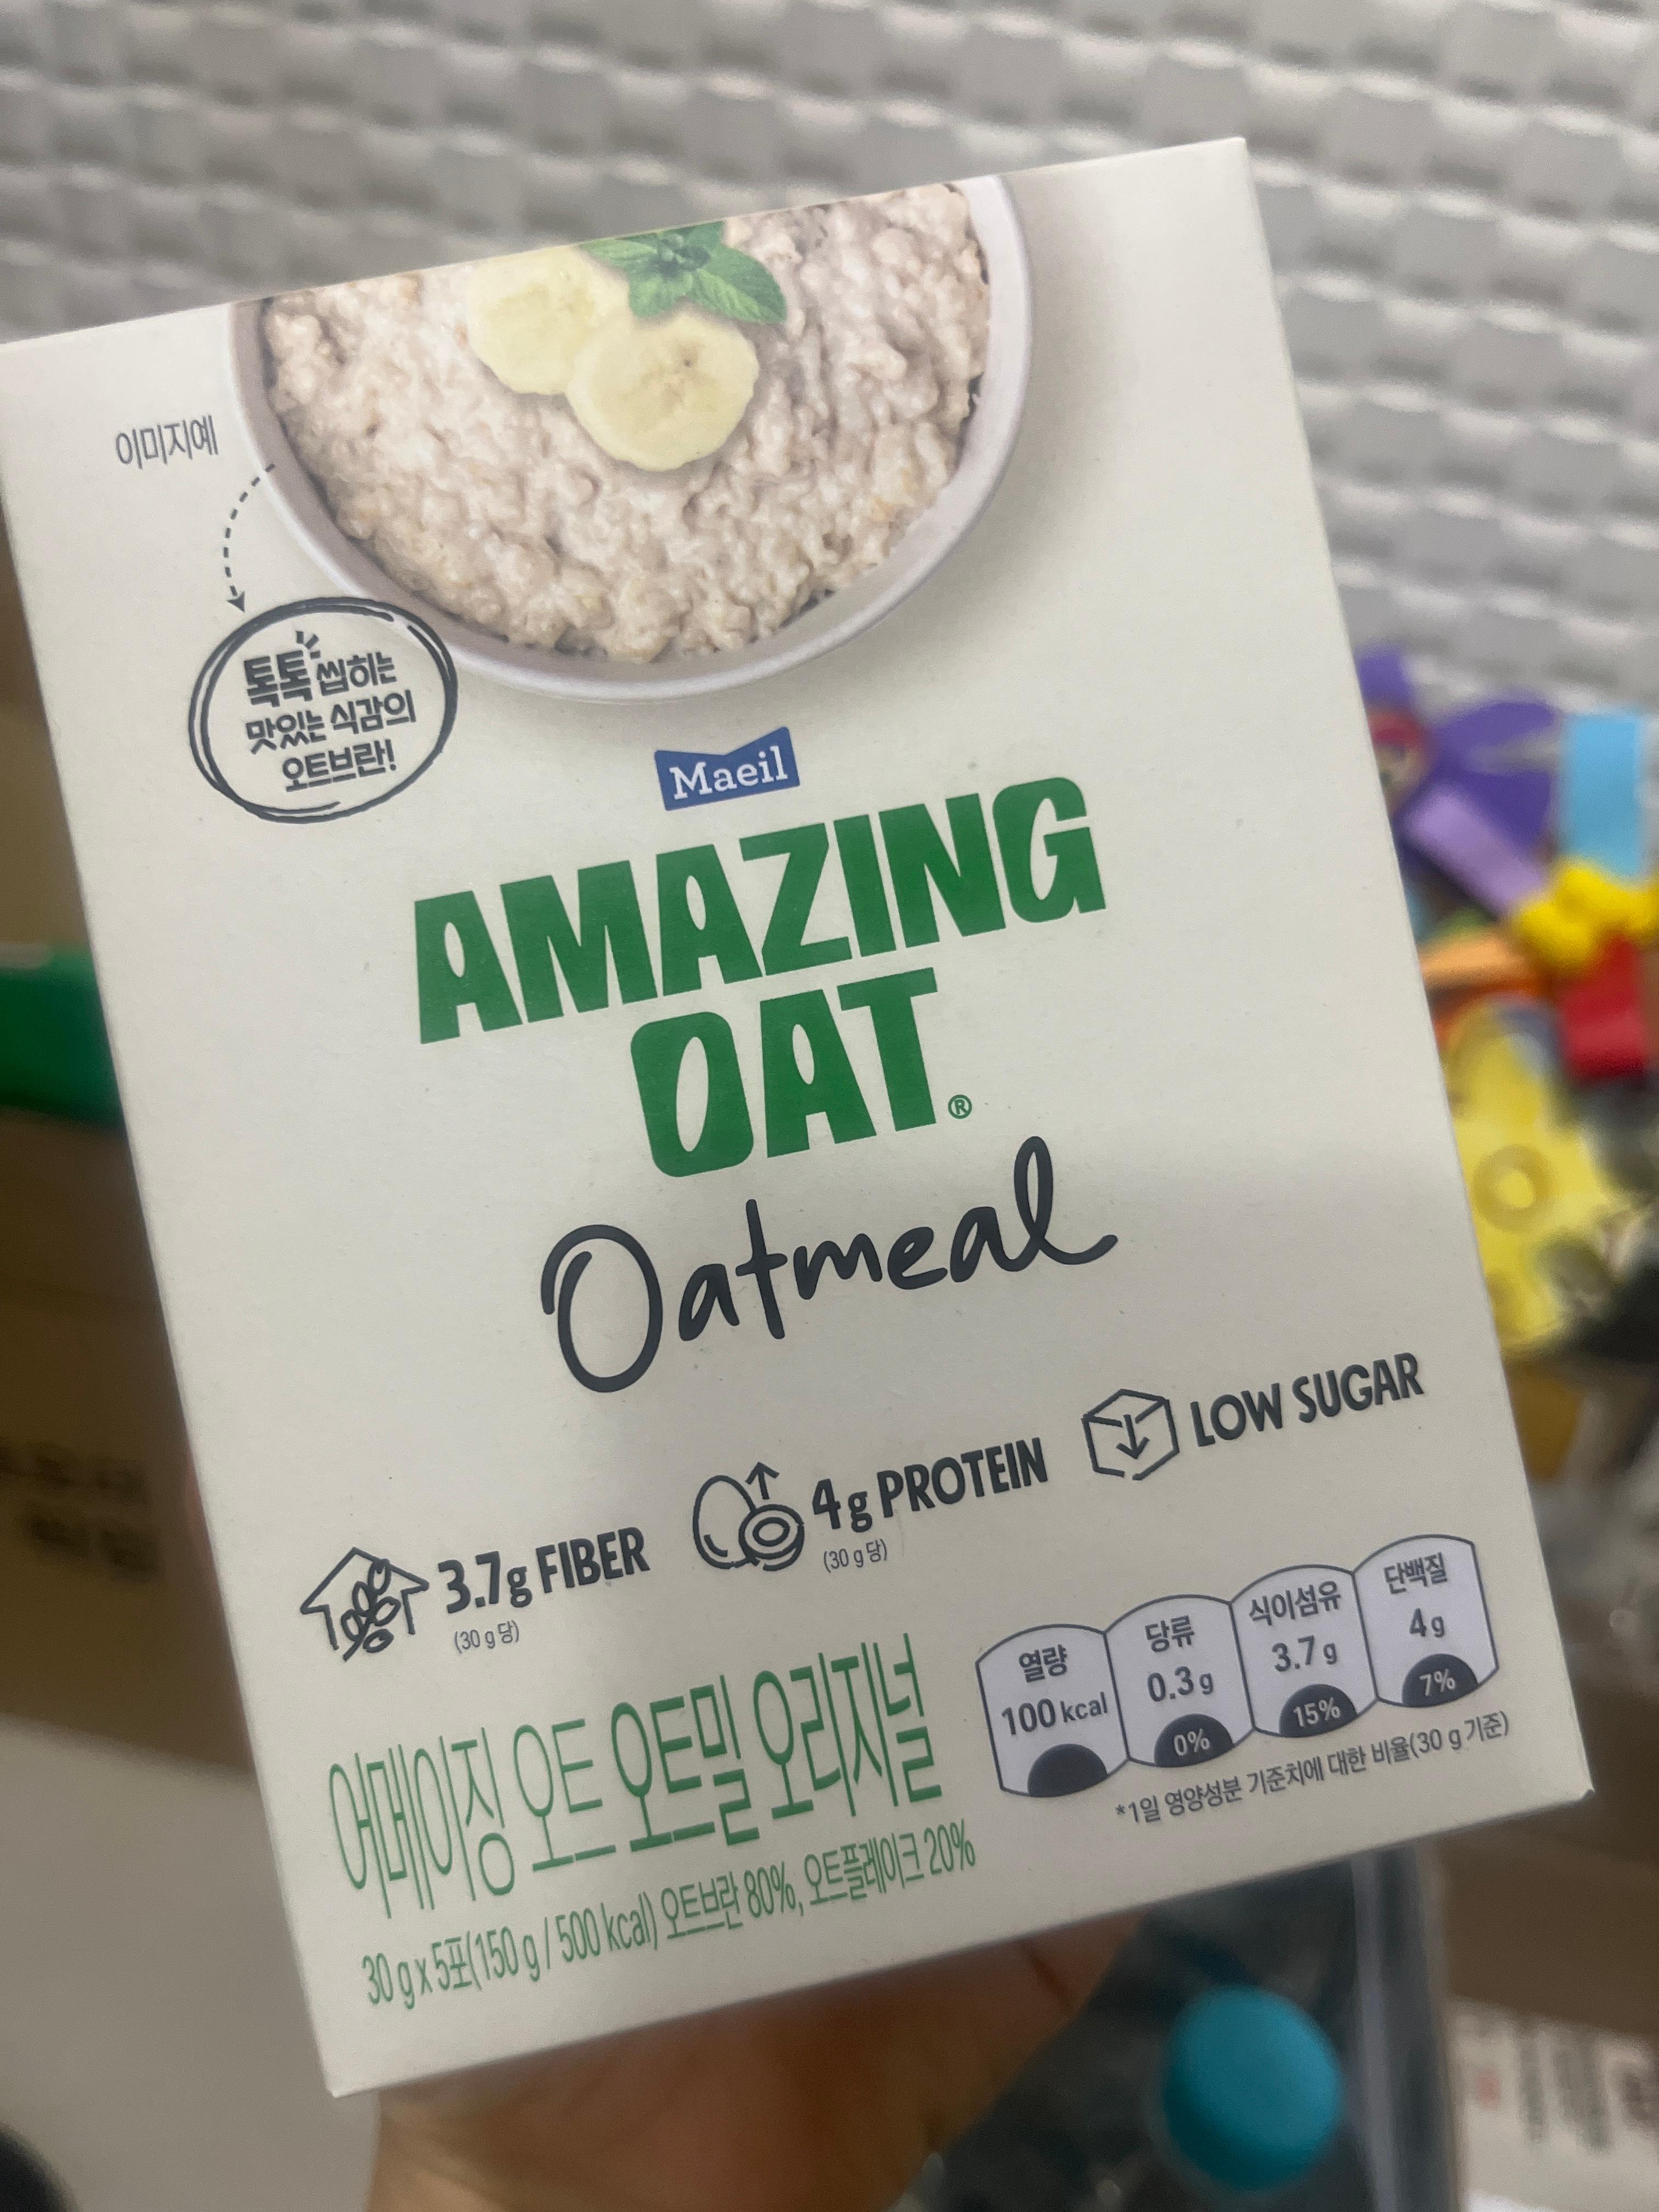 이미지예
톡톡 씹히는
맛있는 식감의
오트브란!
Maeil
AMAZING
OAT®
Oatmeal
3.7g FIBER
(30 g당)
4g PROTEIN
(30 g당)
LOW SUGAR
열량
100 kcal
당류
0.3 g
0%
식이섬유
3.7 g
15%
단백질
4 g
7%
*1일 영양성분 기준치에 대한 비율(30 g 기준)
어메이징 오트 오트밀 오리지널
30 g x 5포(150 g / 500 kcal) 오트브란 80%, 오트플레이크 20%